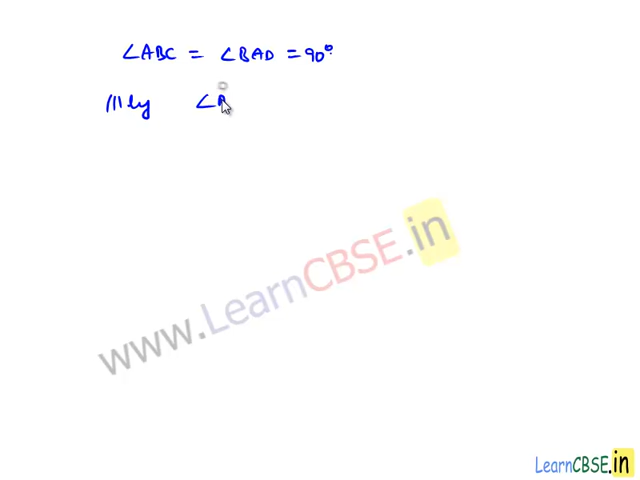 ∠ABC = ∠BAD = 90°
|||ly ∠
www.LearnCBSE.in
LearnCBSE.in